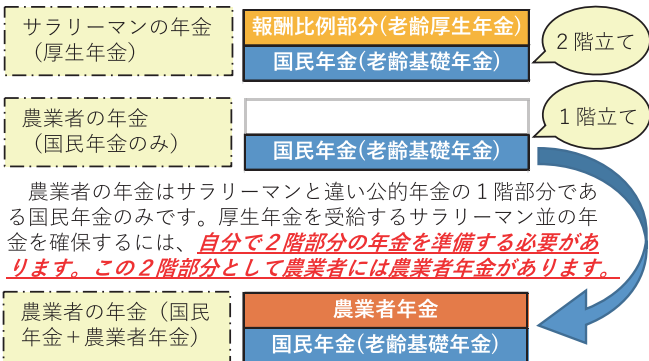 サラリーマンの年金
（厚生年金）
報酬比例部分(老齢厚生年金)
国民年金(老齢基礎年金)
２階立て
農業者の年金
（国民年金のみ）
国民年金(老齢基礎年金)
１階立て
農業者の年金はサラリーマンと違い公的年金の１階部分であ
る国民年金のみです。厚生年金を受給するサラリーマン並の年
金を確保するには、自分で２階部分の年金を準備する必要があ
ります。この２階部分として農業者には農業者年金があります。
農業者の年金（国民
年金＋農業者年金）
農業者年金
国民年金(老齢基礎年金)